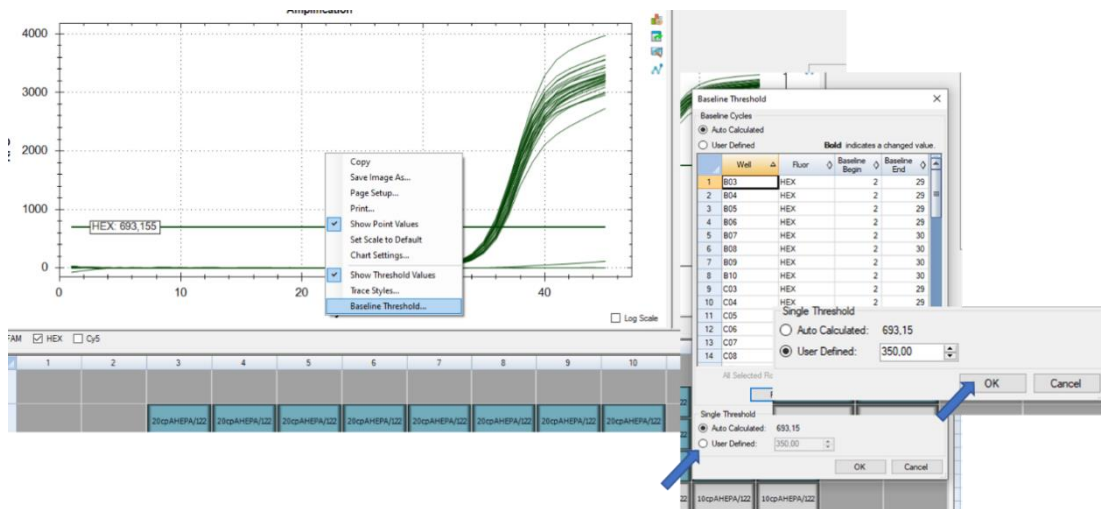 Amplification
4000
3000
2000
1000
0
HEX: 693,155
0
10
20
40
Copy
Save Image As...
Page Setup...
Print...
Show Point Values
Set Scale to Default
Chart Settings...
Show Threshold Values
Trace Styles...
Baseline Threshold...
Log Scale
FAM HEX Cy5
1 2 3 4 5 6 7 8 9 10
20cpAHEPA/122 20cpAHEPA/122 20cpAHEPA/122 20cpAHEPA/122 20cpAHEPA/122 20cpAHEPA/122 20cpAHEPA/122 20cpAHEPA/122
Baseline Threshold
Baseline Cycles
Auto Calculated
User Defined
Bold indicates a changed value.
Well Fluor Baseline Begin Baseline End
1 B03 HEX 2 29
2 B04 HEX 2 29
3 B05 HEX 2 29
4 B06 HEX 2 29
5 B07 HEX 2 30
6 B08 HEX 2 30
7 B09 HEX 2 30
8 B10 HEX 2 30
9 C03 HEX 2 29
10 C04 HEX 2 29
11 C05
12 C06
13 C07
14 C08
All Selected
Single Threshold
Auto Calculated: 693,15
User Defined: 350,00
OK Cancel
Single Threshold
Auto Calculated: 693,15
User Defined: 350,00
OK Cancel
10cpAHEPA/122 10cpAHEPA/122